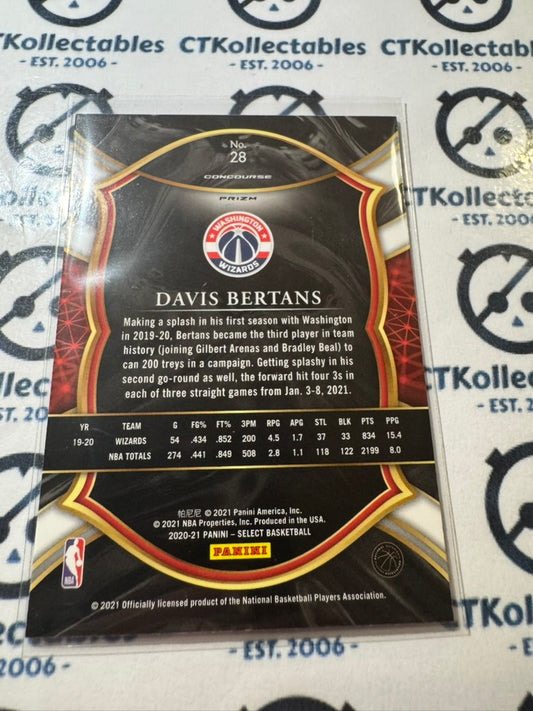 CTKollectables CTKollectables
- EST. 2006 - - EST. 2006 -
No.
28
CONCOURSE
PRIZM
WASHINGTON
WIZARDS
DAVIS BERTANS
Making a splash in his first season with Washington
in 2019-20, Bertans became the third player in team
history (joining Gilbert Arenas and Bradley Beal) to
can 200 treys in a campaign. Getting splashy in his
second go-round as well, the forward hit four 3s in
each of three straight games from Jan. 3-8, 2021.
YR TEAM G FG% FT% 3PM RPG APG STL BLK PTS PPG
19-20 WIZARDS 54 .434 .852 200 4.5 1.7 37 33 834 15.4
NBA TOTALS 274 .441 .849 508 2.8 1.1 118 122 2199 8.0
帕尼尼 © 2021 Panini America, Inc.
© 2021 NBA Properties, Inc. Produced in the USA.
2020-21 PANINI – SELECT BASKETBALL
PANINI
NBA
© 2021 Officially licensed product of the National Basketball Players Association.
CTKollectables
- EST. 2006 -
- EST. 2006 -